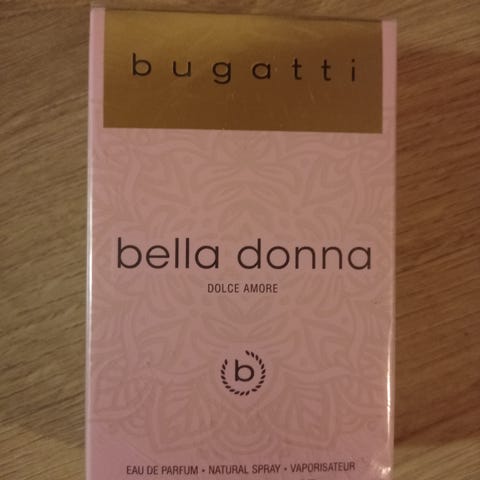 bugatti
bella donna
DOLCE AMORE
b
EAU DE PARFUM • NATURAL SPRAY • VAPORISATEUR